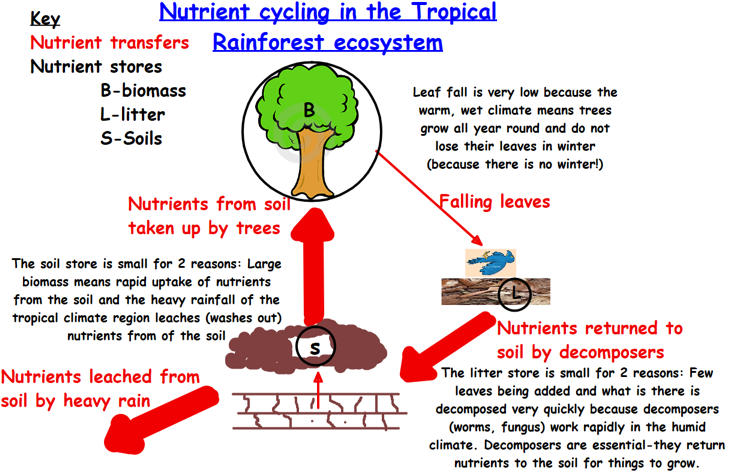 Nutrient cycling in the Tropical
Rainforest ecosystem
Key
Nutrient transfers
Nutrient stores
B-biomass
L-litter
S-Soils
B
Leaf fall is very low because the
warm, wet climate means trees
grow all year round and do not
lose their leaves in winter
(because there is no winter!)
Nutrients from soil
taken up by trees
Falling leaves
The soil store is small for 2 reasons: Large
biomass means rapid uptake of nutrients
from the soil and the heavy rainfall of the
tropical climate region leaches (washes out)
nutrients from of the soil
L
S
Nutrients returned to
soil by decomposers
Nutrients leached from
soil by heavy rain
The litter store is small for 2 reasons: Few
leaves being added and what is there is
decomposed very quickly because decomposers
(worms, fungus) work rapidly in the humid
climate. Decomposers are essential-they return
nutrients to the soil for things to grow.